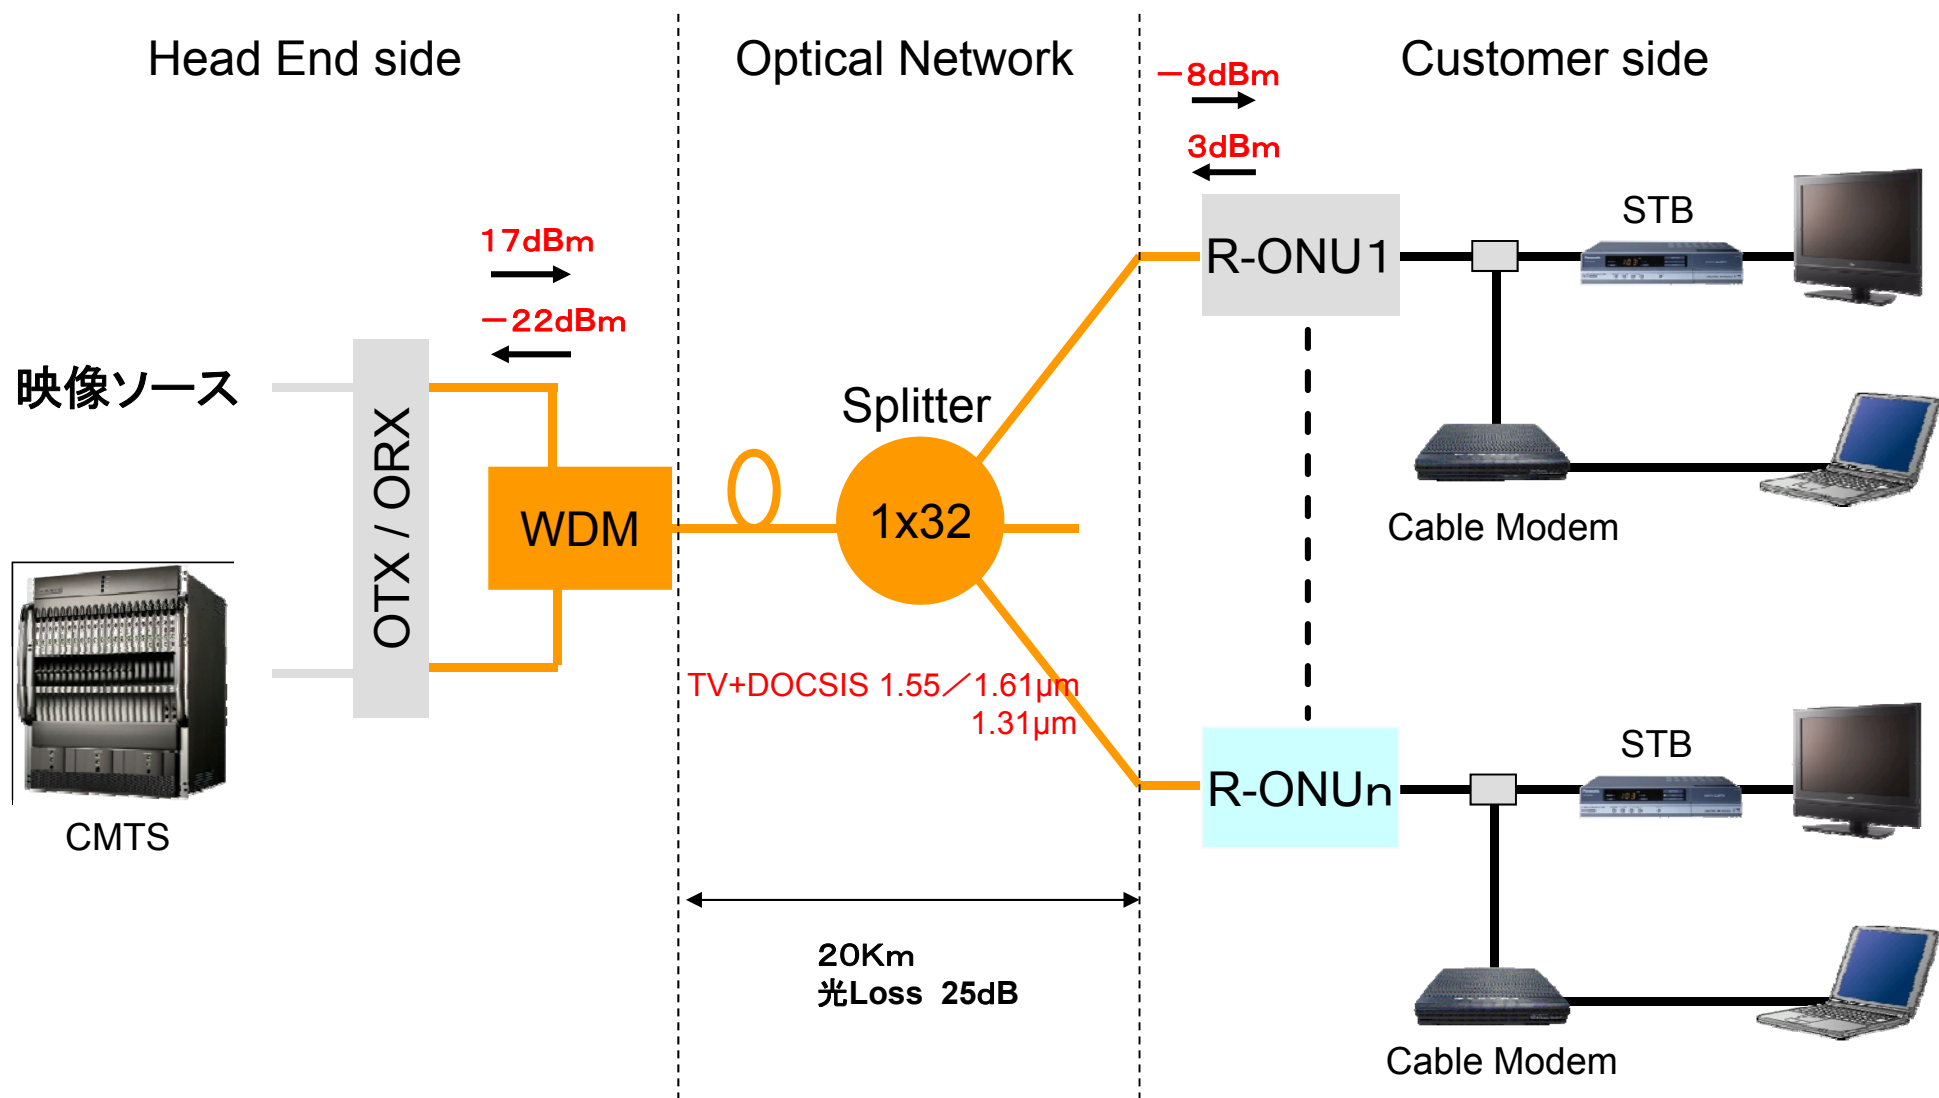 Head End side
Optical Network
Customer side
－8dBm
3dBm
17dBm
－22dBm
映像ソース
OTX / ORX
WDM
Splitter
1x32
R-ONU1
STB
Cable Modem
CMTS
TV+DOCSIS 1.55／1.61μm
1.31μm
R-ONUn
STB
Cable Modem
20Km
光Loss 25dB